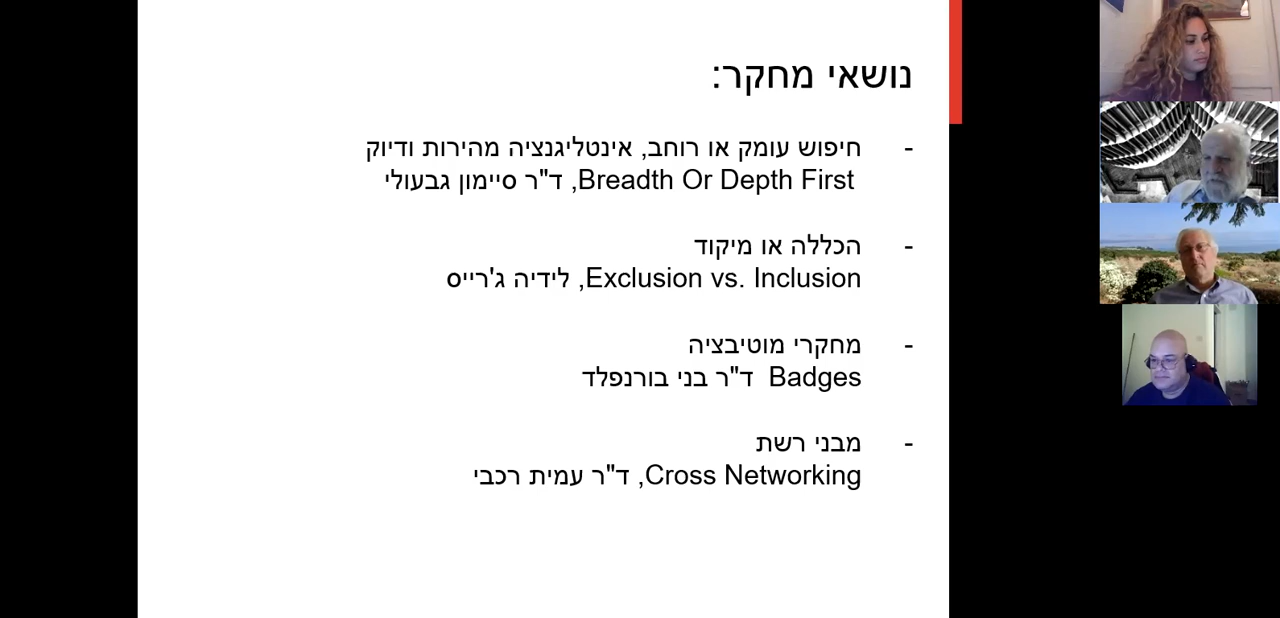 נושאי מחקר:
- חיפוש עומק או רוחב, אינטליגנציה מהירות ודיוק
Breadth Or Depth First, ד"ר סיימון גבעולי
- הכללה או מיקוד
Exclusion vs. Inclusion, לידיה ג'רייס
- מחקרי מוטיבציה
Badges ד"ר בני בורנפלד
- מבני רשת
Cross Networking, ד"ר עמית רכבי